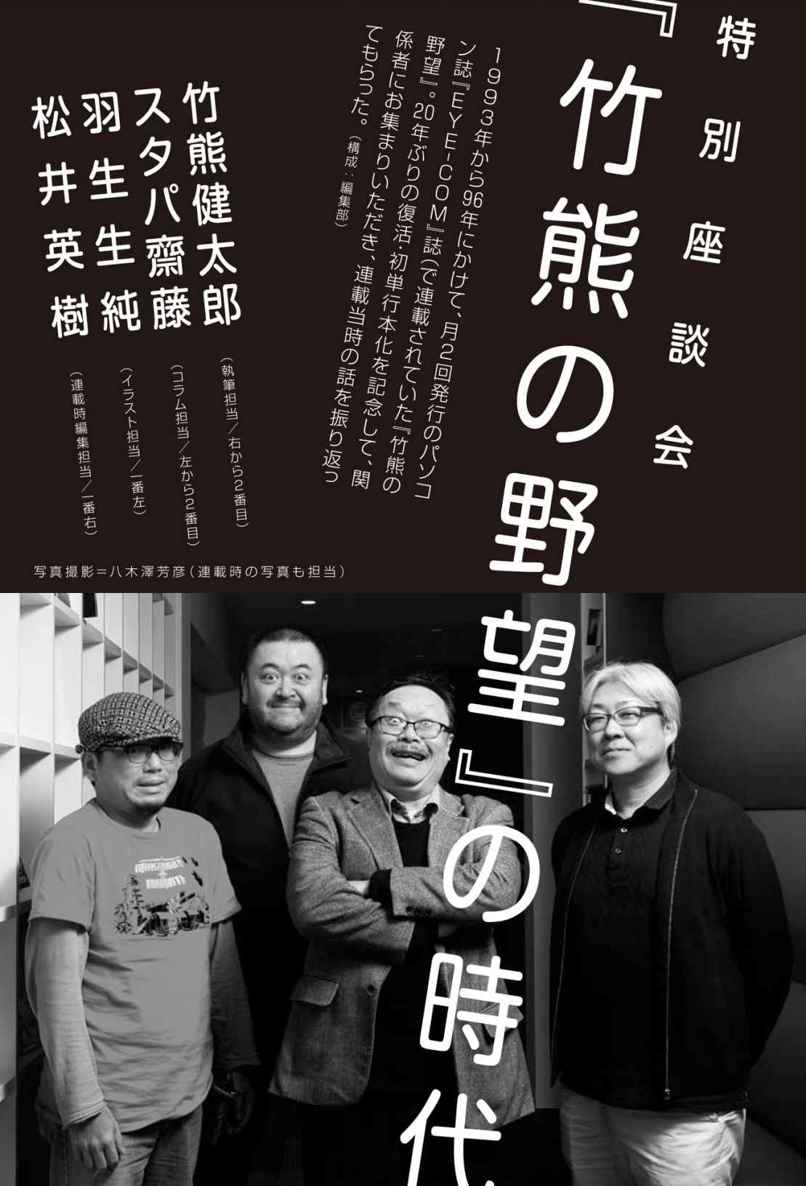 特別座談会
『竹熊の野望』の時代
1993年から96年にかけて、月2回発行のパソコ
ン誌『EYE-COM』誌(で連載されていた『竹熊の
野望』。20年ぶりの復活・初単行本化を記念して、関
係者にお集まりいただき、連載当時の話を振り返っ
てもらった。(構成:編集部)
竹熊健太郎(執筆担当/右から2番目)
スタパ齋藤(コラム担当/左から2番目)
羽生生純(イラスト担当/一番左)
松井英樹(連載時編集担当/一番右)
写真撮影=八木澤芳彦(連載時の写真も担当)